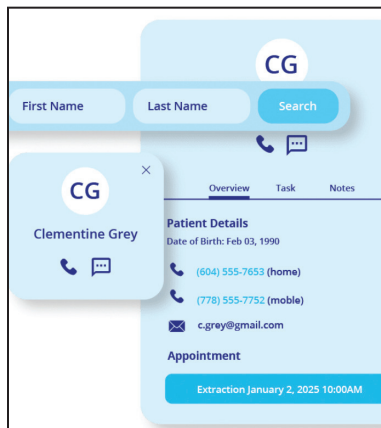 CG
First Name Last Name Search
CG
Clementine Grey
Overview Task Notes
Patient Details
Date of Birth: Feb 03, 1990
(604) 555-7653 (home)
(778) 555-7752 (moble)
c.grey@gmail.com
Appointment
Extraction January 2, 2025 10:00AM